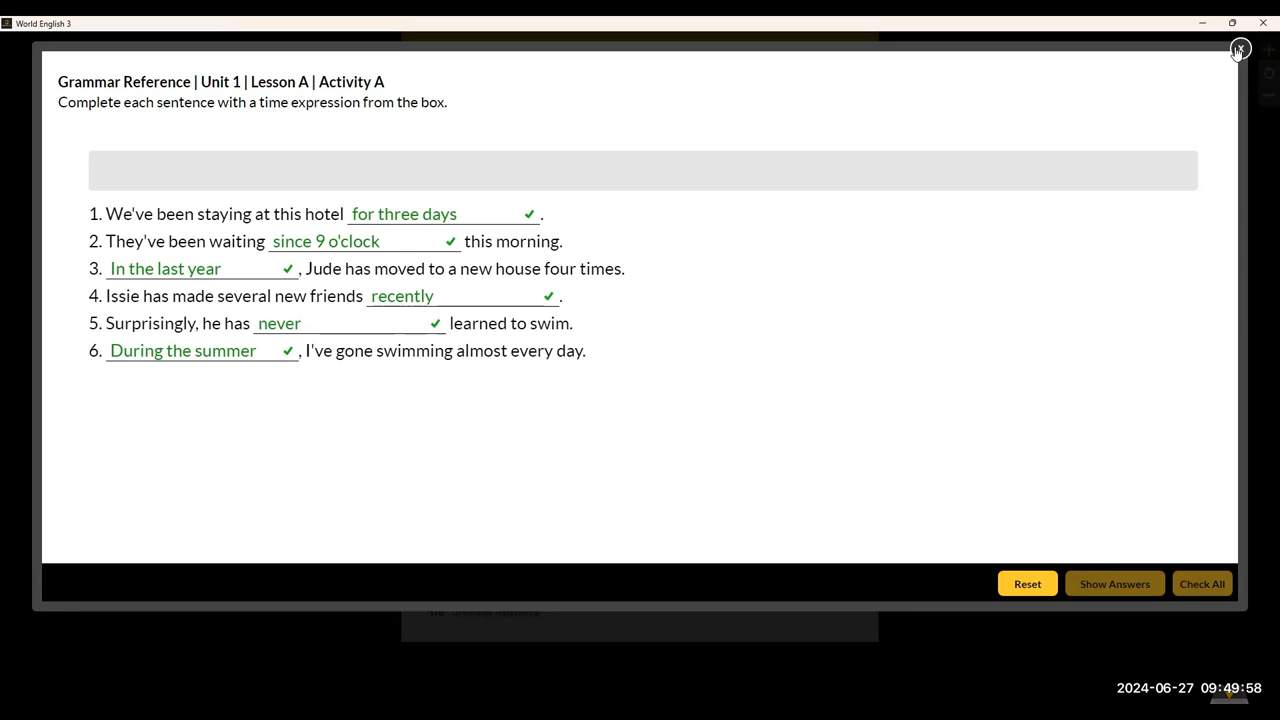 World English 3
x
Grammar Reference | Unit 1 | Lesson A | Activity A
Complete each sentence with a time expression from the box.
1. We've been staying at this hotel for three days ✔.
2. They've been waiting since 9 o'clock ✔ this morning.
3. In the last year ✔, Jude has moved to a new house four times.
4. Issie has made several new friends recently ✔.
5. Surprisingly, he has never ✔ learned to swim.
6. During the summer ✔, I've gone swimming almost every day.
Reset Show Answers Check All
2024-06-27 09:49:58